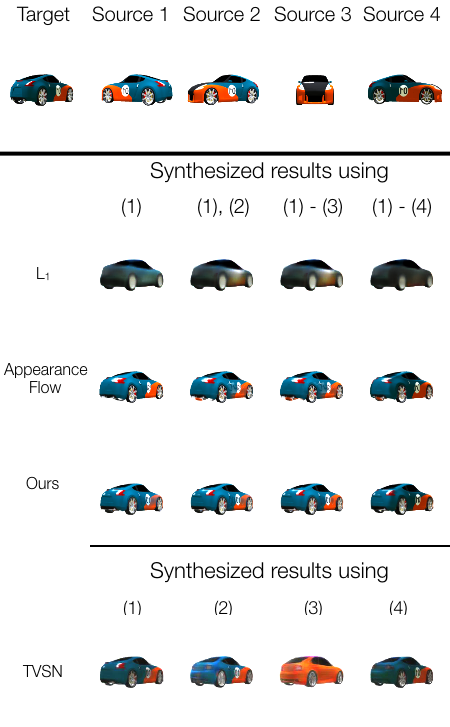 Target Source 1 Source 2 Source 3 Source 4
Synthesized results using
(1) (1), (2) (1) - (3) (1) - (4)
L1
Appearance
Flow
Ours
Synthesized results using
(1) (2) (3) (4)
TVSN